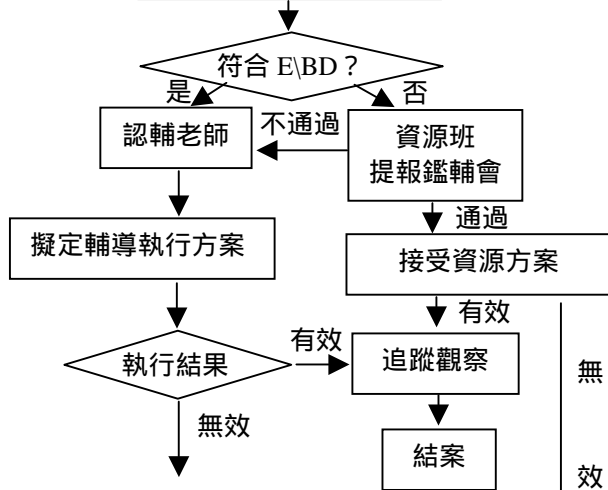 符合 E\BD？
是
否
認輔老師
不通過
資源班
提報鑑輔會
通過
擬定輔導執行方案
接受資源方案
有效
執行結果
有效
追蹤觀察
無
無效
結案
效